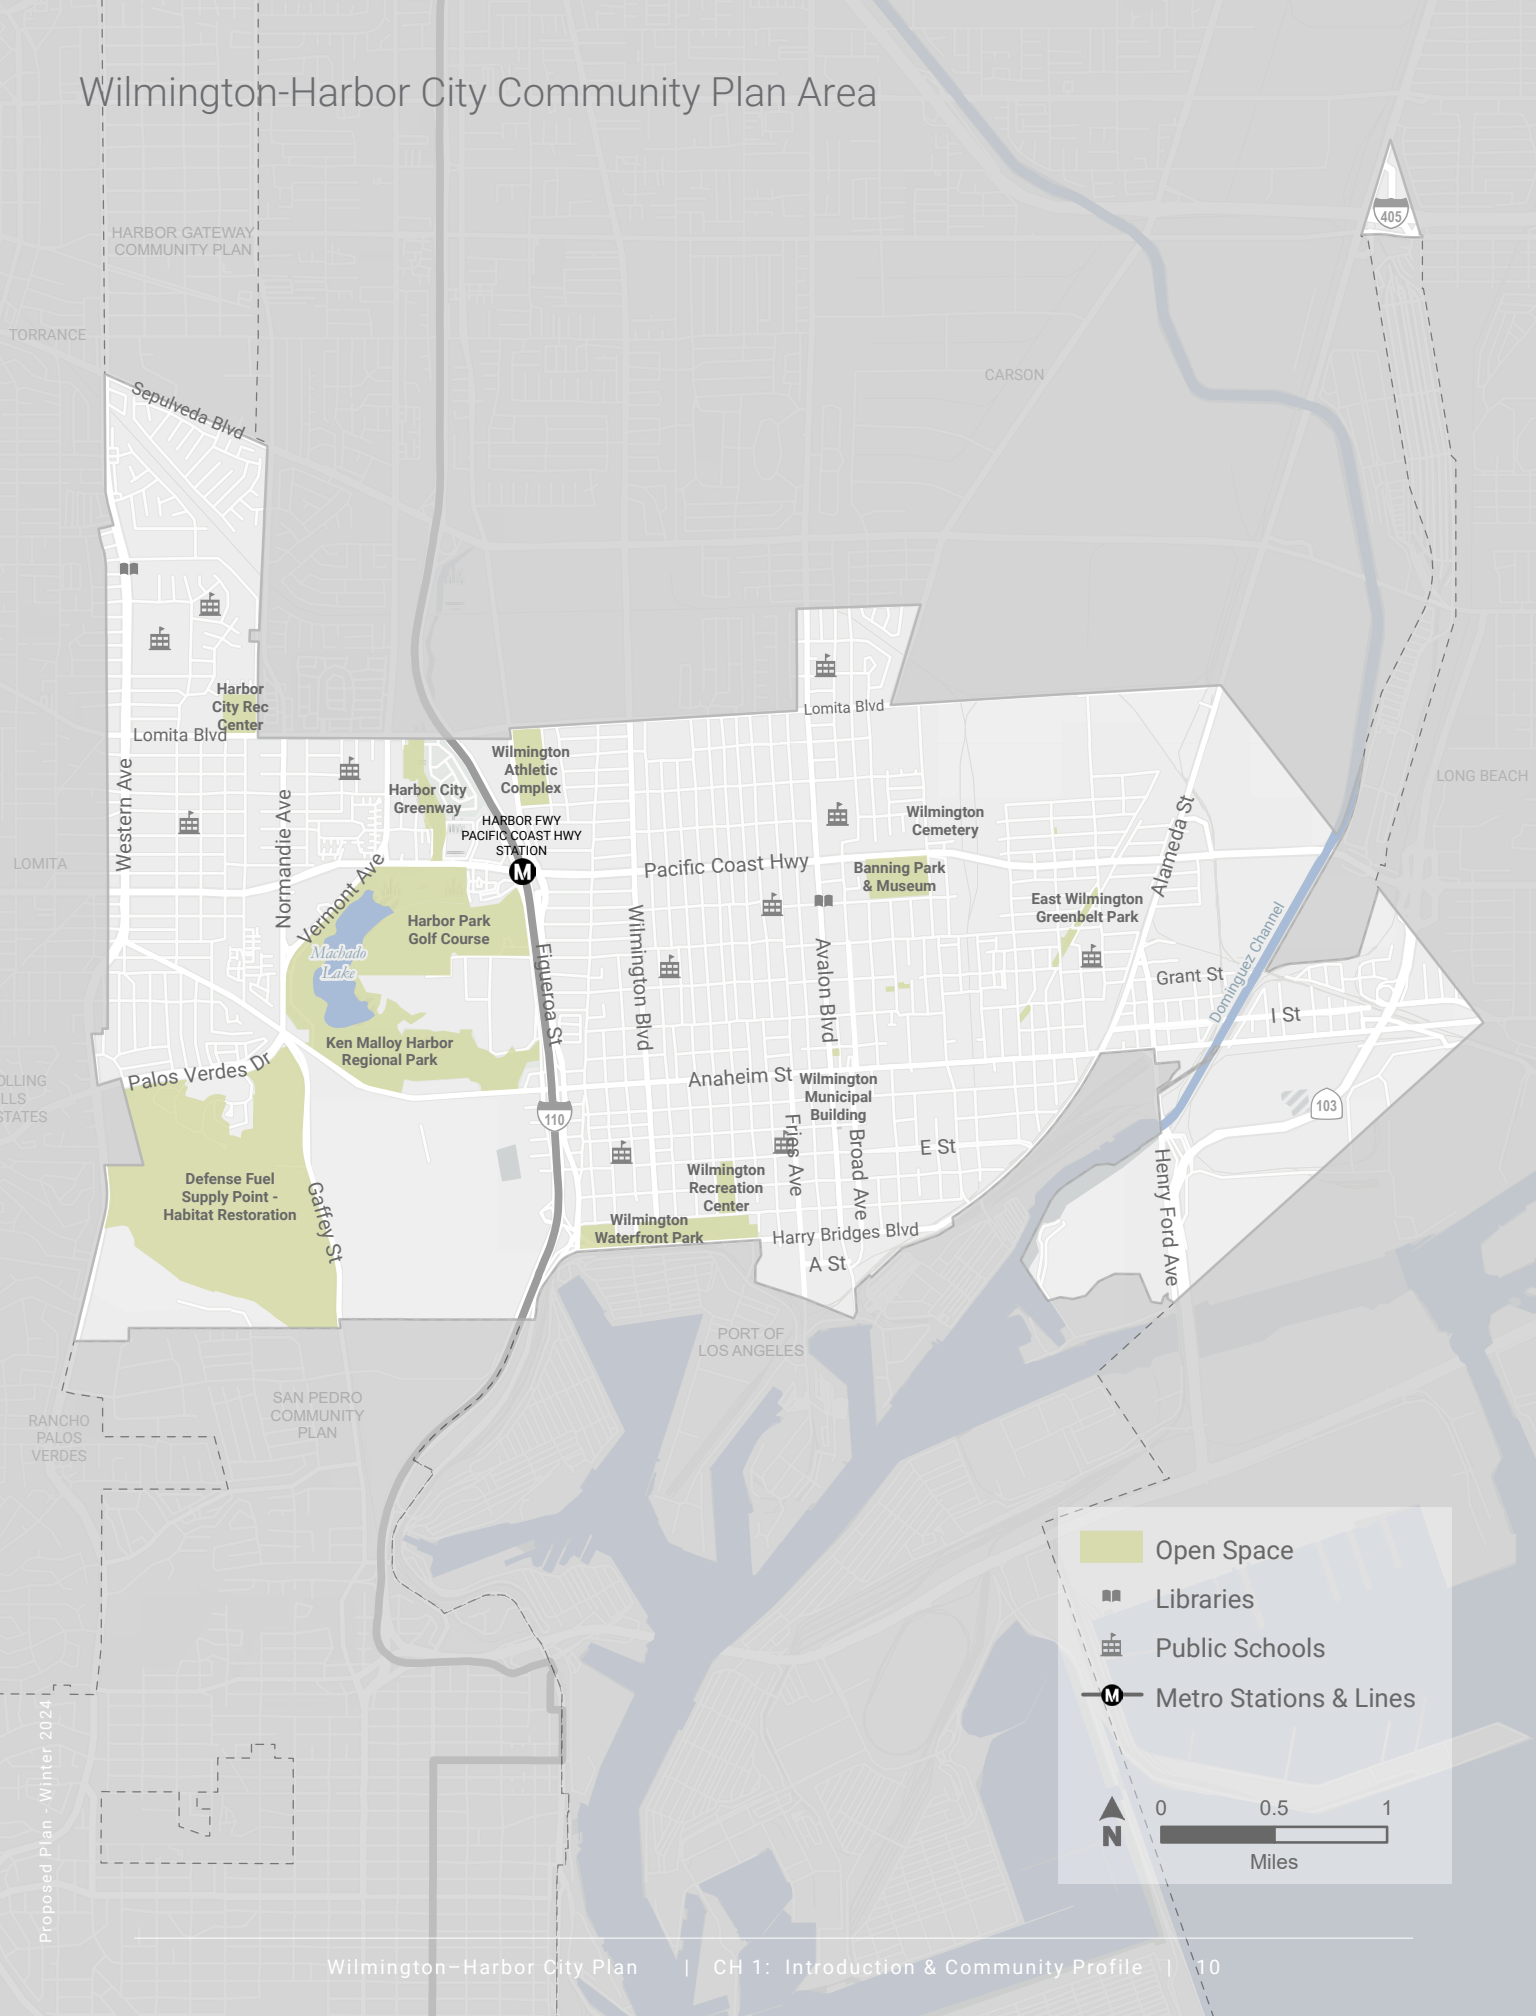 Wilmington-Harbor City Community Plan Area
405
HARBOR GATEWAY
COMMUNITY PLAN
TORRANCE
CARSON
Sepulveda Blvd
Harbor
City Rec
Center
Lomita Blvd
Lomita Blvd
Western Ave
Normandie Ave
Vermont Ave
Harbor City
Greenway
Wilmington
Athletic
Complex
HARBOR FWY
PACIFIC COAST HWY
STATION
M
Pacific Coast Hwy
Wilmington
Cemetery
Banning Park
& Museum
East Wilmington
Greenbelt Park
Alameda St
LONG BEACH
LOMITA
Harbor Park
Golf Course
Machado
Lake
Figueroa St
Wilmington Blvd
Avalon Blvd
Grant St
Dominguez Channel
I St
Ken Malloy Harbor
Regional Park
Palos Verdes Dr
OLLING
LLS
STATES
Anaheim St
Wilmington
Municipal
Building
110
103
Fries Ave
Broad Ave
E St
Henry Ford Ave
Defense Fuel
Supply Point -
Habitat Restoration
Gaffey St
Wilmington
Recreation
Center
Wilmington
Waterfront Park
Harry Bridges Blvd
A St
PORT OF
LOS ANGELES
SAN PEDRO
COMMUNITY
PLAN
RANCHO
PALOS
VERDES
Open Space
Libraries
Public Schools
M Metro Stations & Lines
0 0.5 1
N
Miles
Proposed Plan - Winter 2024
Wilmington–Harbor City Plan | CH 1: Introduction & Community Profile | 10